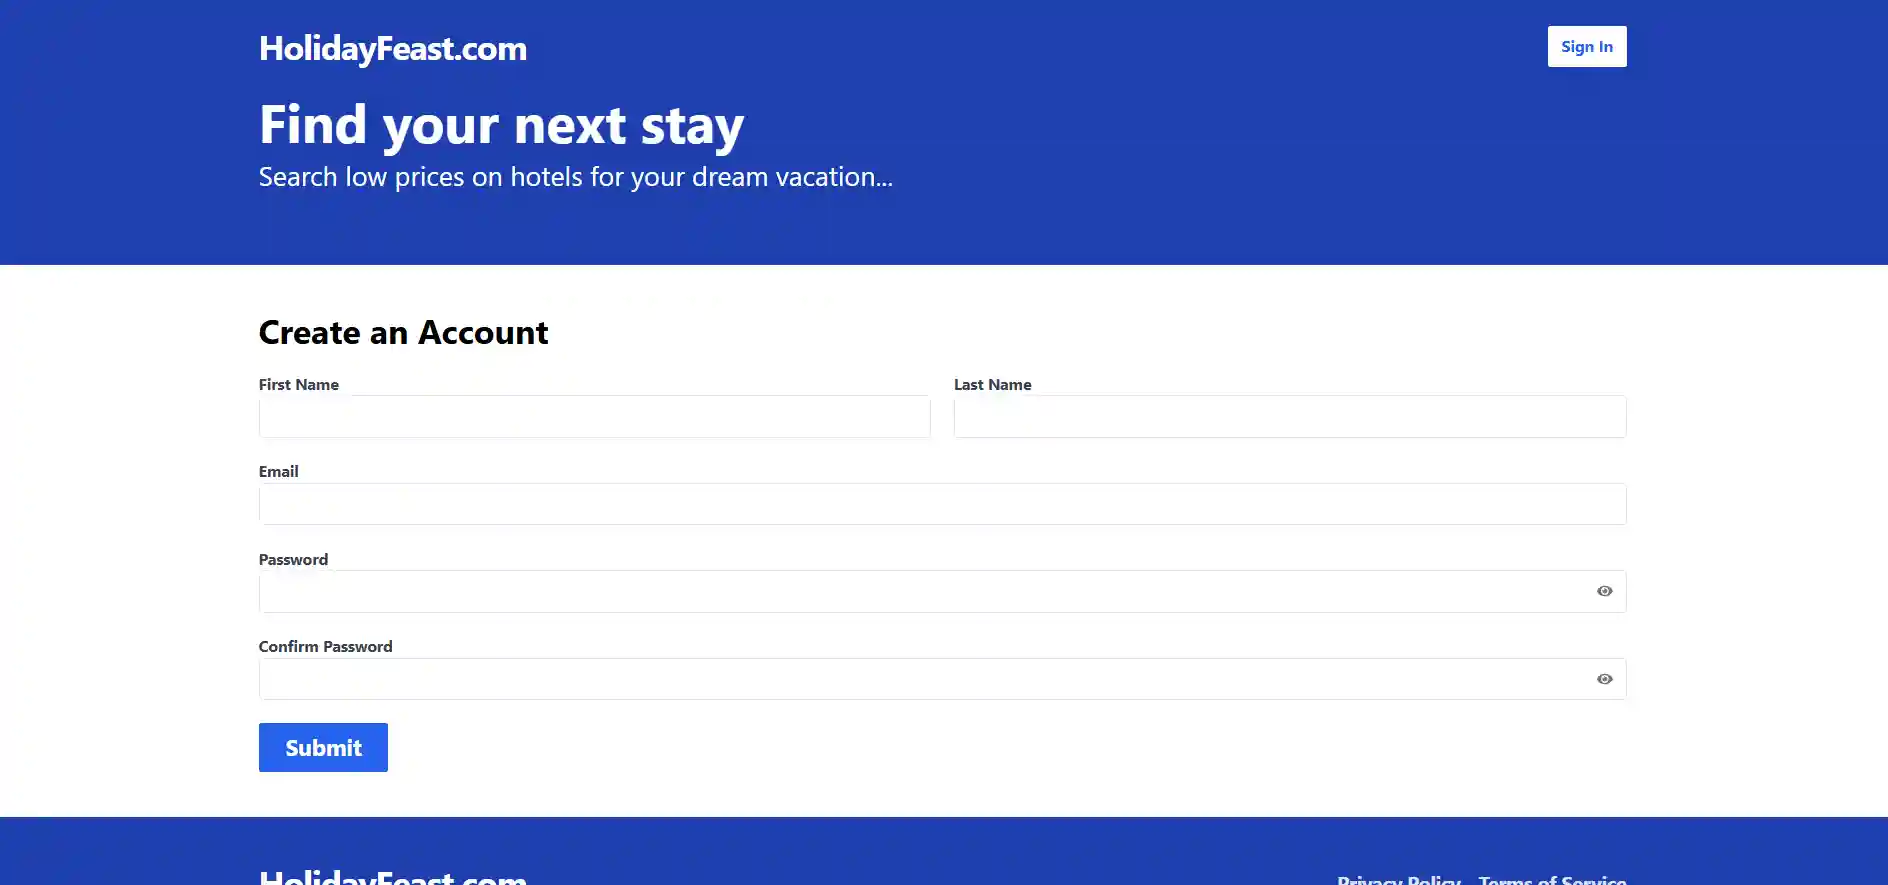 HolidayFeast.com
Sign In
Find your next stay
Search low prices on hotels for your dream vacation...
Create an Account
First Name
Last Name
Email
Password
Confirm Password
Submit
HolidayFeast.com
Privacy Policy
Terms of Service